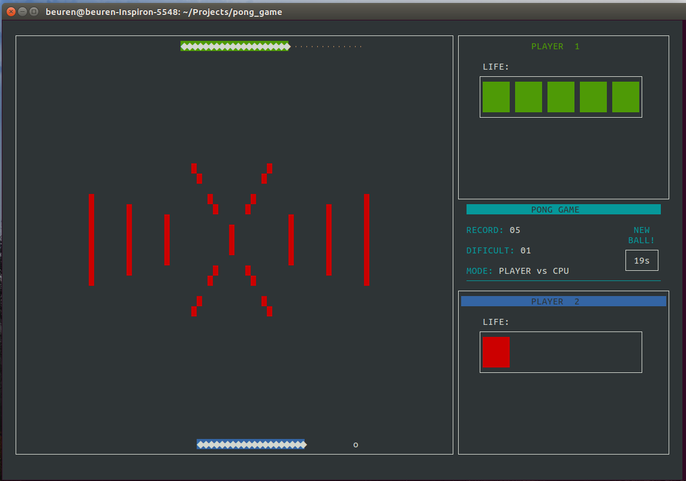 beuren@beuren-Inspiron-5548: ~/Projects/pong_game
PLAYER 1
LIFE:
PONG GAME
RECORD: 05
DIFICULT: 01
MODE: PLAYER vs CPU
NEW
BALL!
19s
PLAYER 2
LIFE:
o